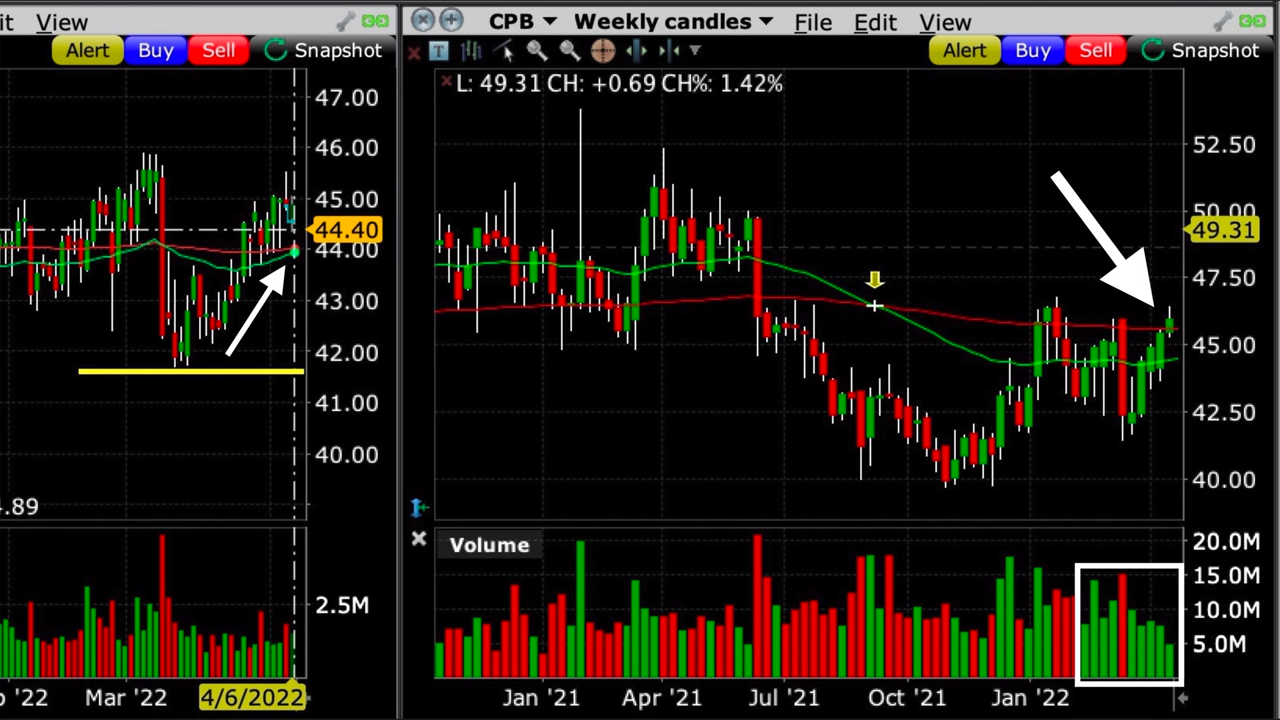 it View
Alert Buy Sell Snapshot
47.00
46.00
45.00
44.40
44.00
43.00
42.00
41.00
40.00
.89
2.5M
'22 Mar '22 4/6/2022
CPB Weekly candles File Edit View
T Alert Buy Sell Snapshot
L: 49.31 CH: +0.69 CH%: 1.42%
52.50
50.00
49.31
47.50
45.00
42.50
40.00
Volume
20.0M
15.0M
10.0M
5.0M
Jan '21 Apr '21 Jul '21 Oct '21 Jan '22